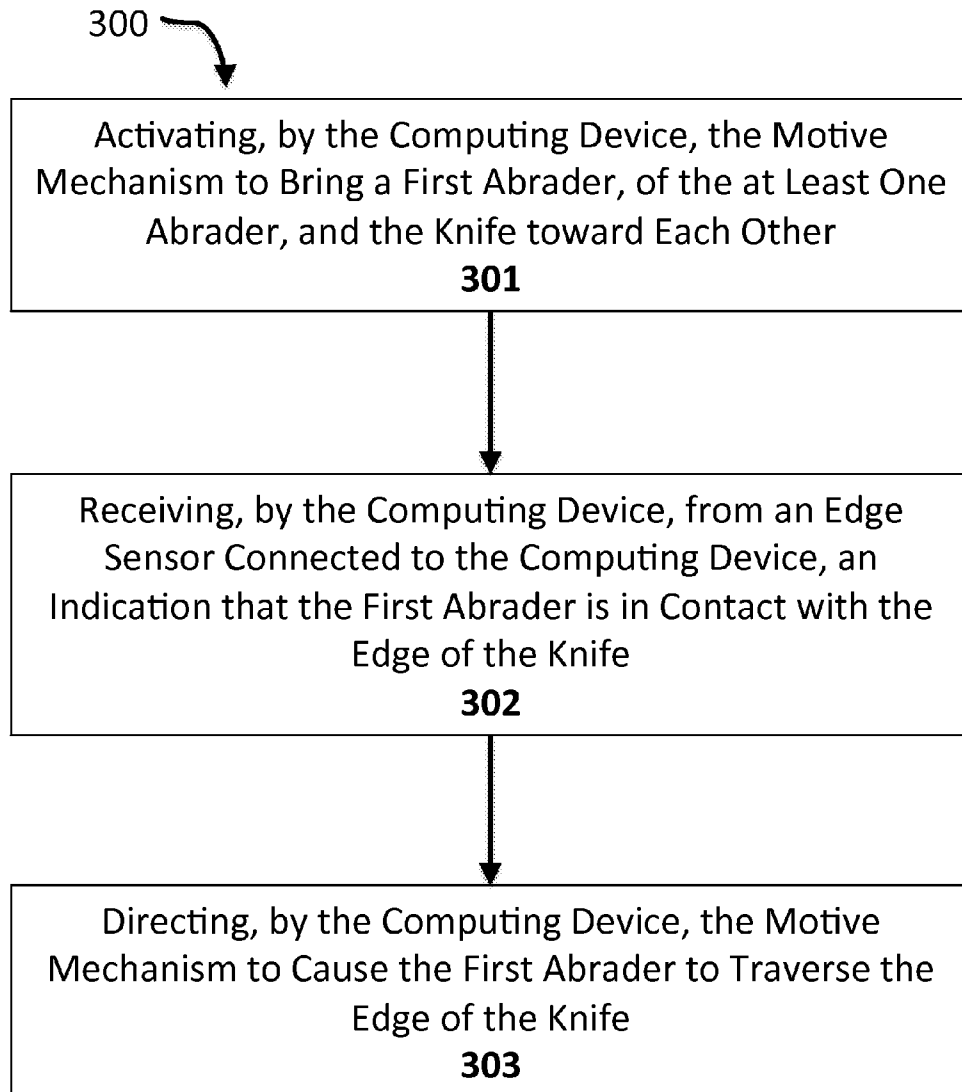 300
Activating, by the Computing Device, the Motive
Mechanism to Bring a First Abrader, of the at Least One
Abrader, and the Knife toward Each Other
301
Receiving, by the Computing Device, from an Edge
Sensor Connected to the Computing Device, an
Indication that the First Abrader is in Contact with the
Edge of the Knife
302
Directing, by the Computing Device, the Motive
Mechanism to Cause the First Abrader to Traverse the
Edge of the Knife
303